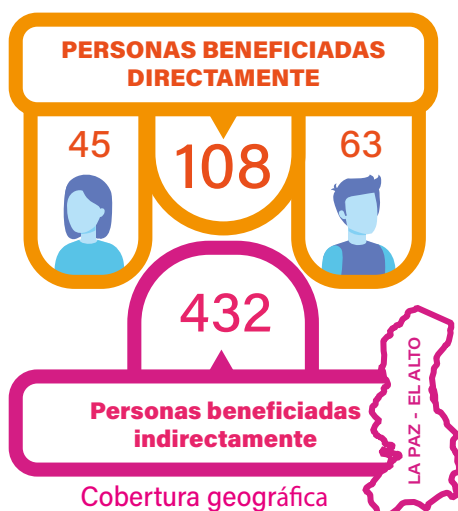 PERSONAS BENEFICIADAS
DIRECTAMENTE
45
108
63
432
Personas beneficiadas
indirectamente
LA PAZ - EL ALTO
Cobertura geográfica